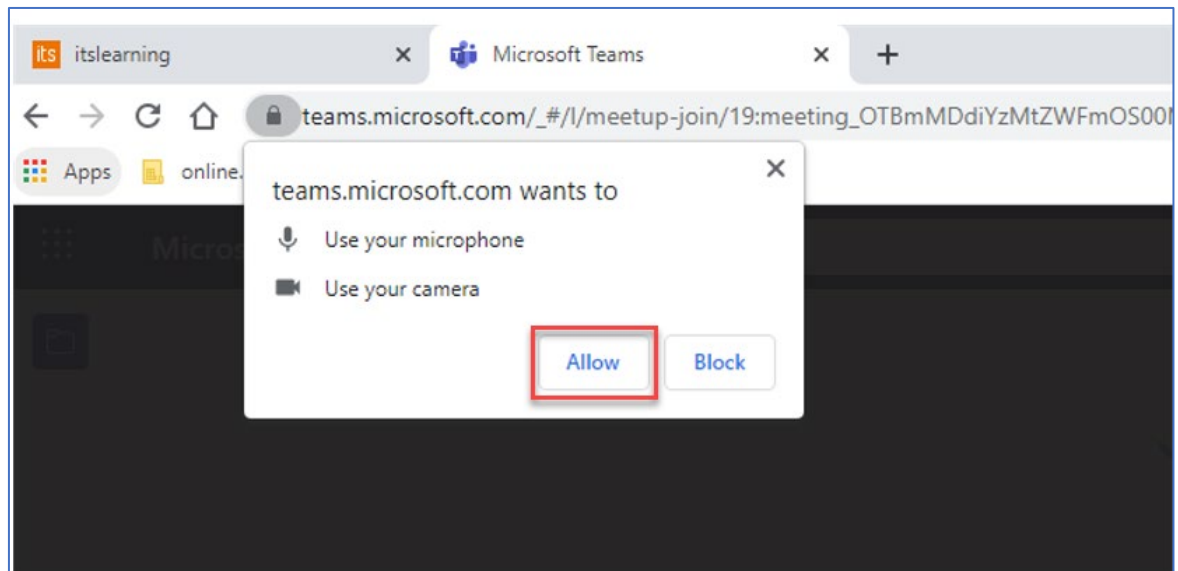 its itslearning Microsoft Teams
teams.microsoft.com/_#/l/meetup-join/19:meeting_OTBmMDdiYzMtZWFmOS00
Apps online.
teams.microsoft.com wants to
Micros
Use your microphone
Use your camera
Allow Block